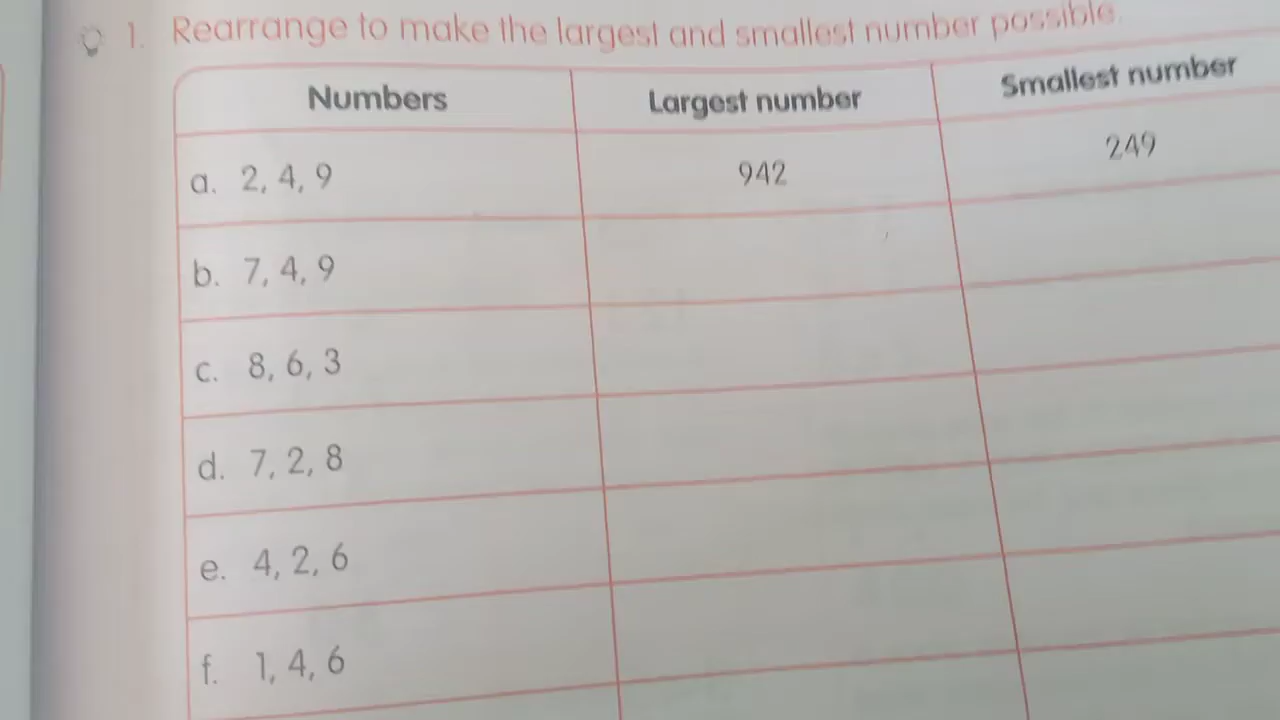 1. Rearrange to make the largest and smallest number possible.
Numbers Largest number Smallest number
a. 2, 4, 9 942 249
b. 7, 4, 9
c. 8, 6, 3
d. 7, 2, 8
e. 4, 2, 6
f. 1, 4, 6